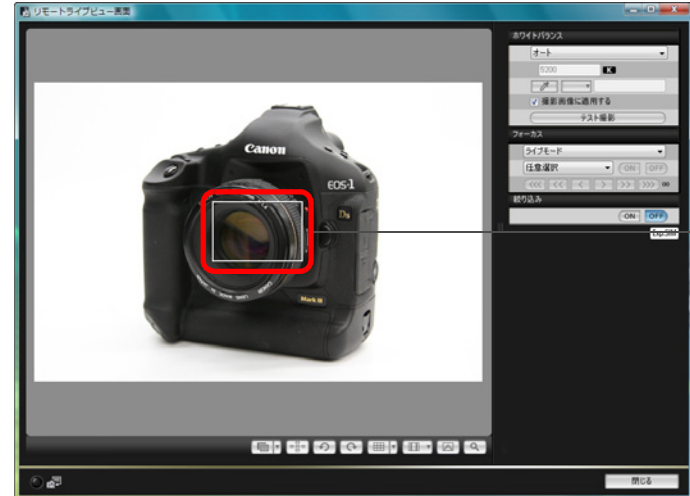 リモートライブビュー画面
ホワイトバランス
オート
5200 K
撮影画像に適用する
テスト撮影
フォーカス
ライブモード
任意選択 ON OFF
<<< << < > >> >>> ∞
絞り込み
ON OFF
ExpSIM
Canon
EOS-1
Ds
Mark III
閉じる